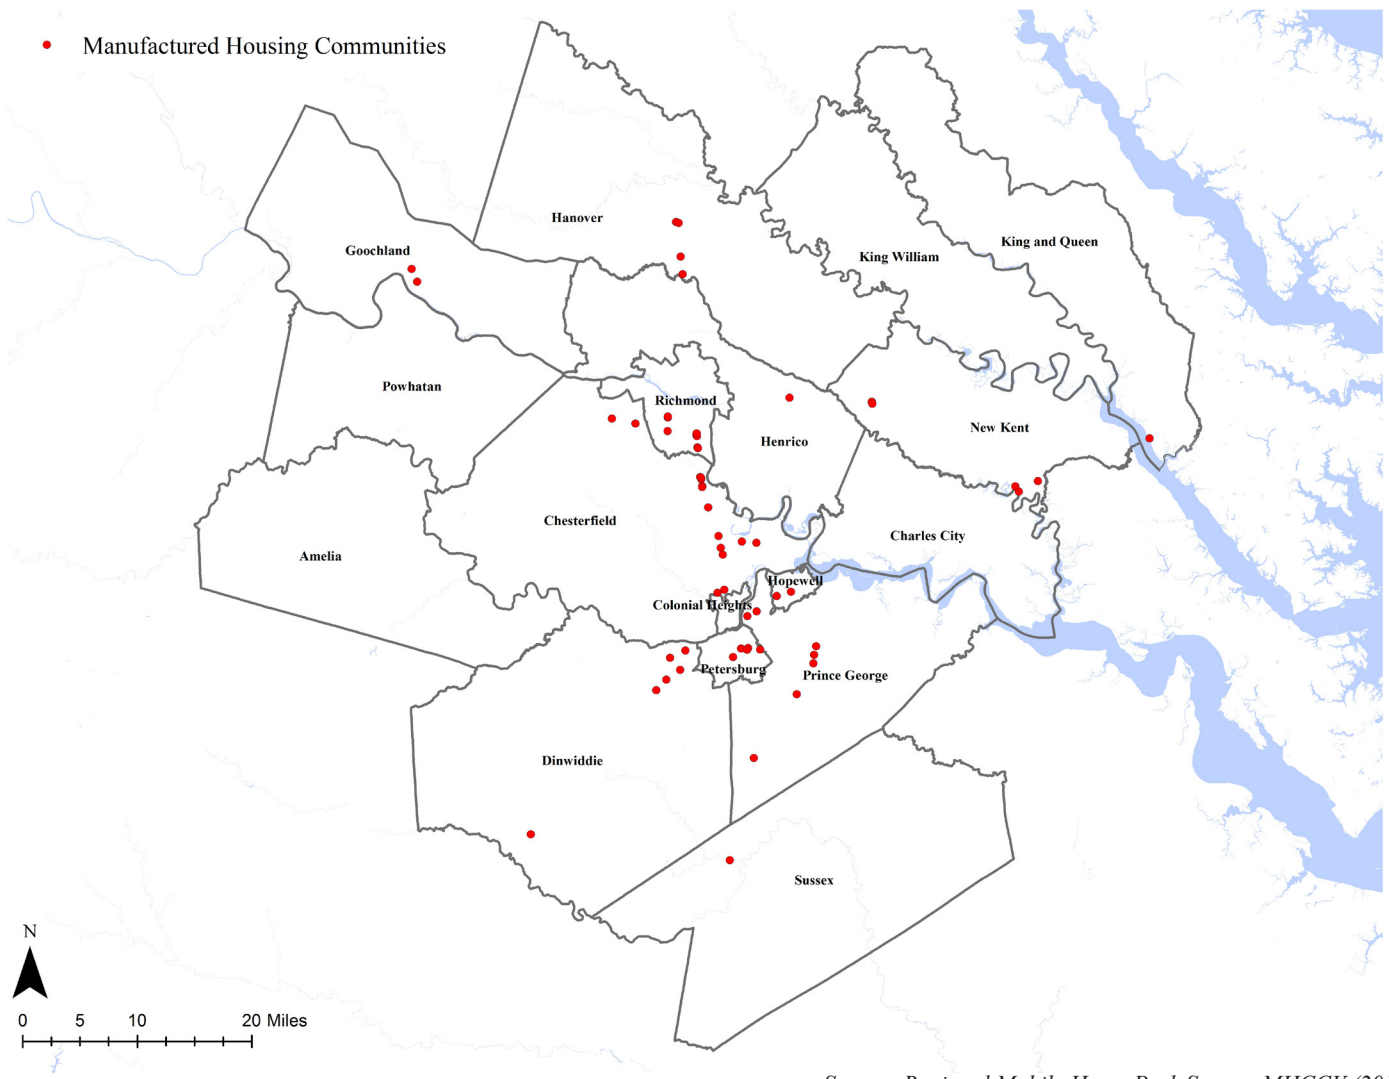 Manufactured Housing Communities
Hanover
King and Queen
Goochland
King William
Powhatan
Richmond
New Kent
Henrico
Chesterfield
Charles City
Amelia
Hopewell
Colonial Heights
Petersburg
Prince George
Dinwiddie
Sussex
N
0 5 10 20 Miles